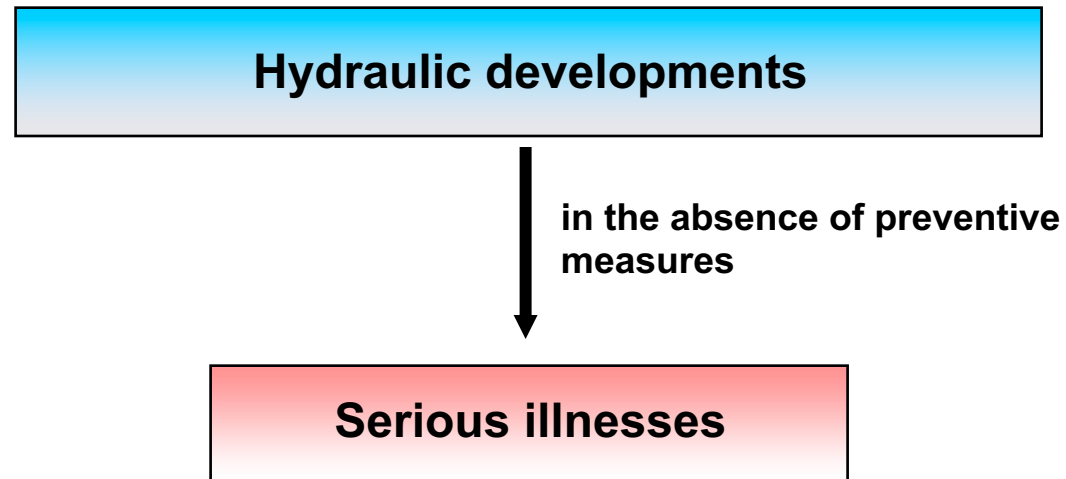 Hydraulic developments
in the absence of preventive
measures
Serious illnesses